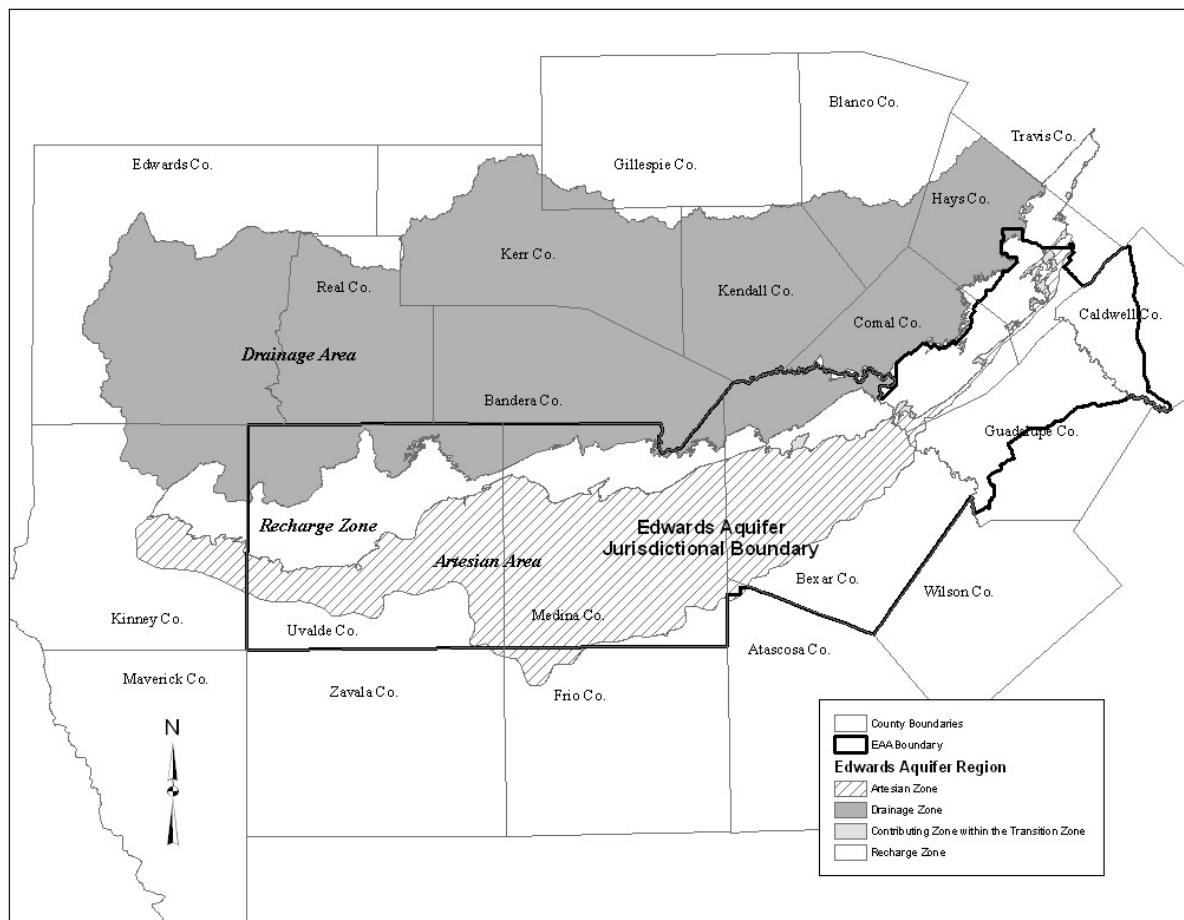 Blanco Co.
Travis Co.
Edwards Co.
Gillespie Co.
Hays Co.
Kerr Co.
Real Co.
Kendall Co.
Comal Co.
Caldwell Co.
Drainage Area
Bandera Co.
Guadalupe Co.
Recharge Zone
Edwards Aquifer
Jurisdictional Boundary
Artesian Area
Bexar Co.
Wilson Co.
Kinney Co.
Uvalde Co.
Medina Co.
Atascosa Co.
Maverick Co.
Zavala Co.
Frio Co.
N
County Boundaries
EAA Boundary
Edwards Aquifer Region
Artesian Zone
Drainage Zone
Contributing Zone within the Transition Zone
Recharge Zone